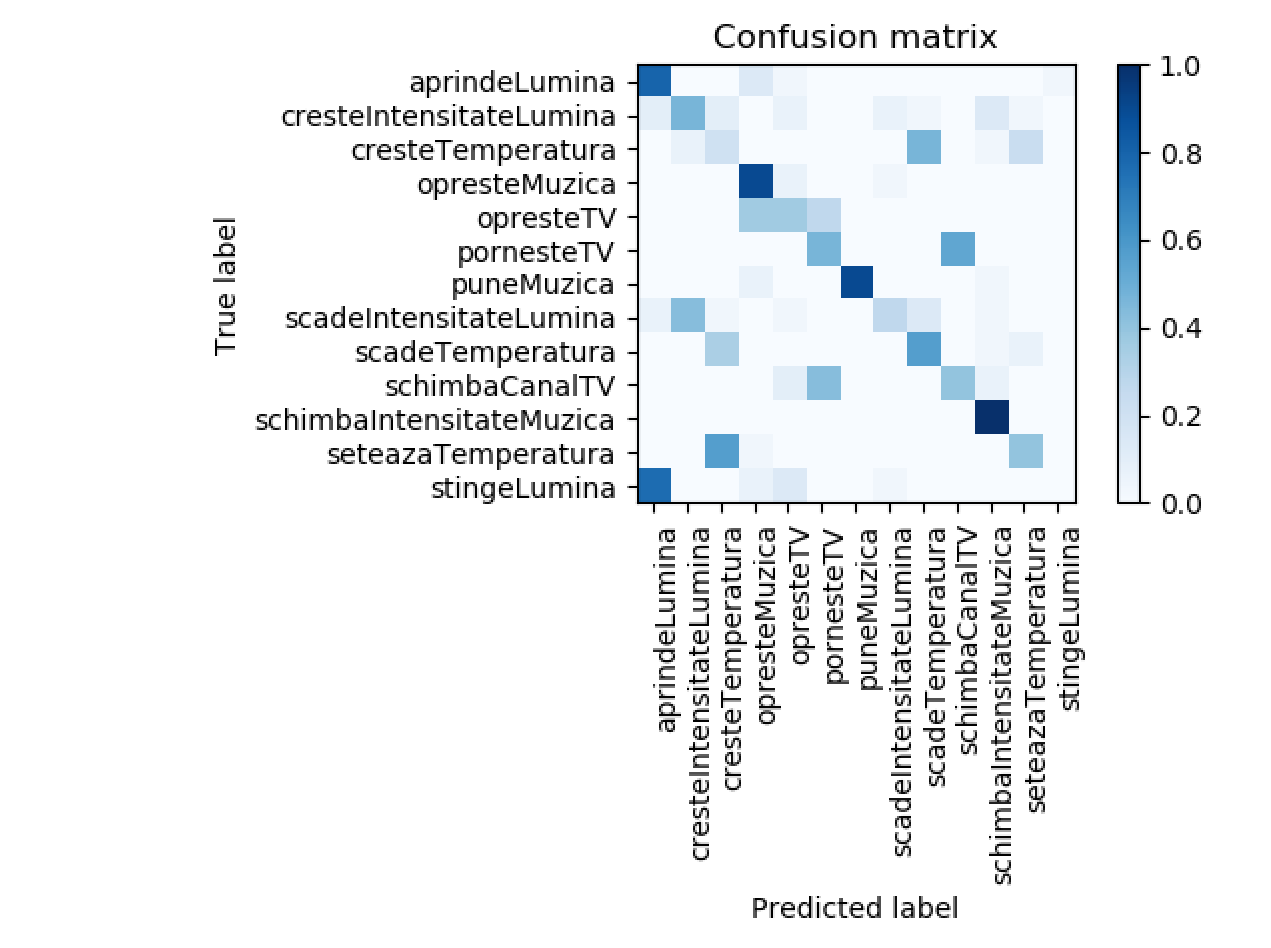 Confusion matrix
True label
aprindeLumina
cresteIntensitateLumina
cresteTemperatura
opresteMuzica
opresteTV
pornesteTV
puneMuzica
scadeIntensitateLumina
scadeTemperatura
schimbaCanalTV
schimbaIntensitateMuzica
seteazaTemperatura
stingeLumina
1.0
0.8
0.6
0.4
0.2
0.0
aprindeLumina
cresteIntensitateLumina
cresteTemperatura
opresteMuzica
opresteTV
pornesteTV
puneMuzica
scadeIntensitateLumina
scadeTemperatura
schimbaCanalTV
schimbaIntensitateMuzica
seteazaTemperatura
stingeLumina
Predicted label